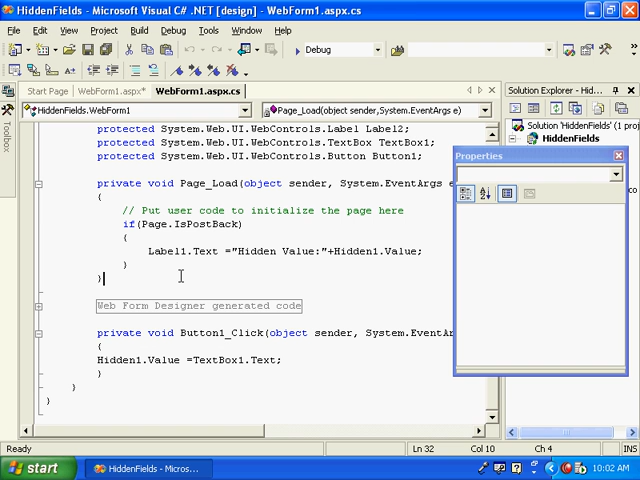 HiddenFields - Microsoft Visual C# .NET [design] - WebForm1.aspx.cs
File Edit View Project Build Debug Tools Window Help
Debug
Start Page WebForm1.aspx* WebForm1.aspx.cs
HiddenFields.WebForm1 Page_Load(object sender,System.EventArgs e)
Toolbox
protected System.Web.UI.WebControls.Label Label2;
protected System.Web.UI.WebControls.TextBox TextBox1;
protected System.Web.UI.WebControls.Button Button1;
private void Page_Load(object sender, System.EventArgs e
{
// Put user code to initialize the page here
if(Page.IsPostBack)
{
Label1.Text ="Hidden Value:"+Hidden1.Value;
}
}
Web Form Designer generated code
private void Button1_Click(object sender, System.EventAr
{
Hidden1.Value =TextBox1.Text;
}
}
}
Solution Explorer - Hid...
Solution 'HiddenFields' (1 proj
HiddenFields
Properties
Ready Ln 32 Col 10 Ch 4 INS
start HiddenFields - Micros... 10:02 AM